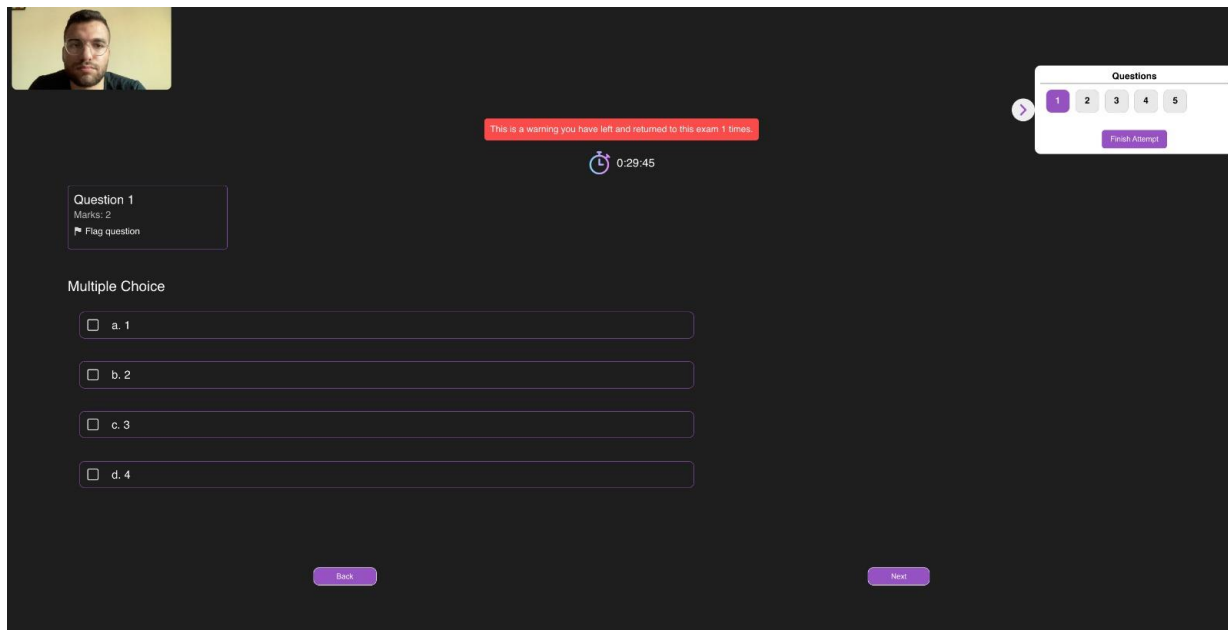 Questions
1 2 3 4 5
Finish Attempt
This is a warning you have left and returned to this exam 1 times.
0:29:45
Question 1
Marks: 2
Flag question
Multiple Choice
a. 1
b. 2
c. 3
d. 4
Back
Next